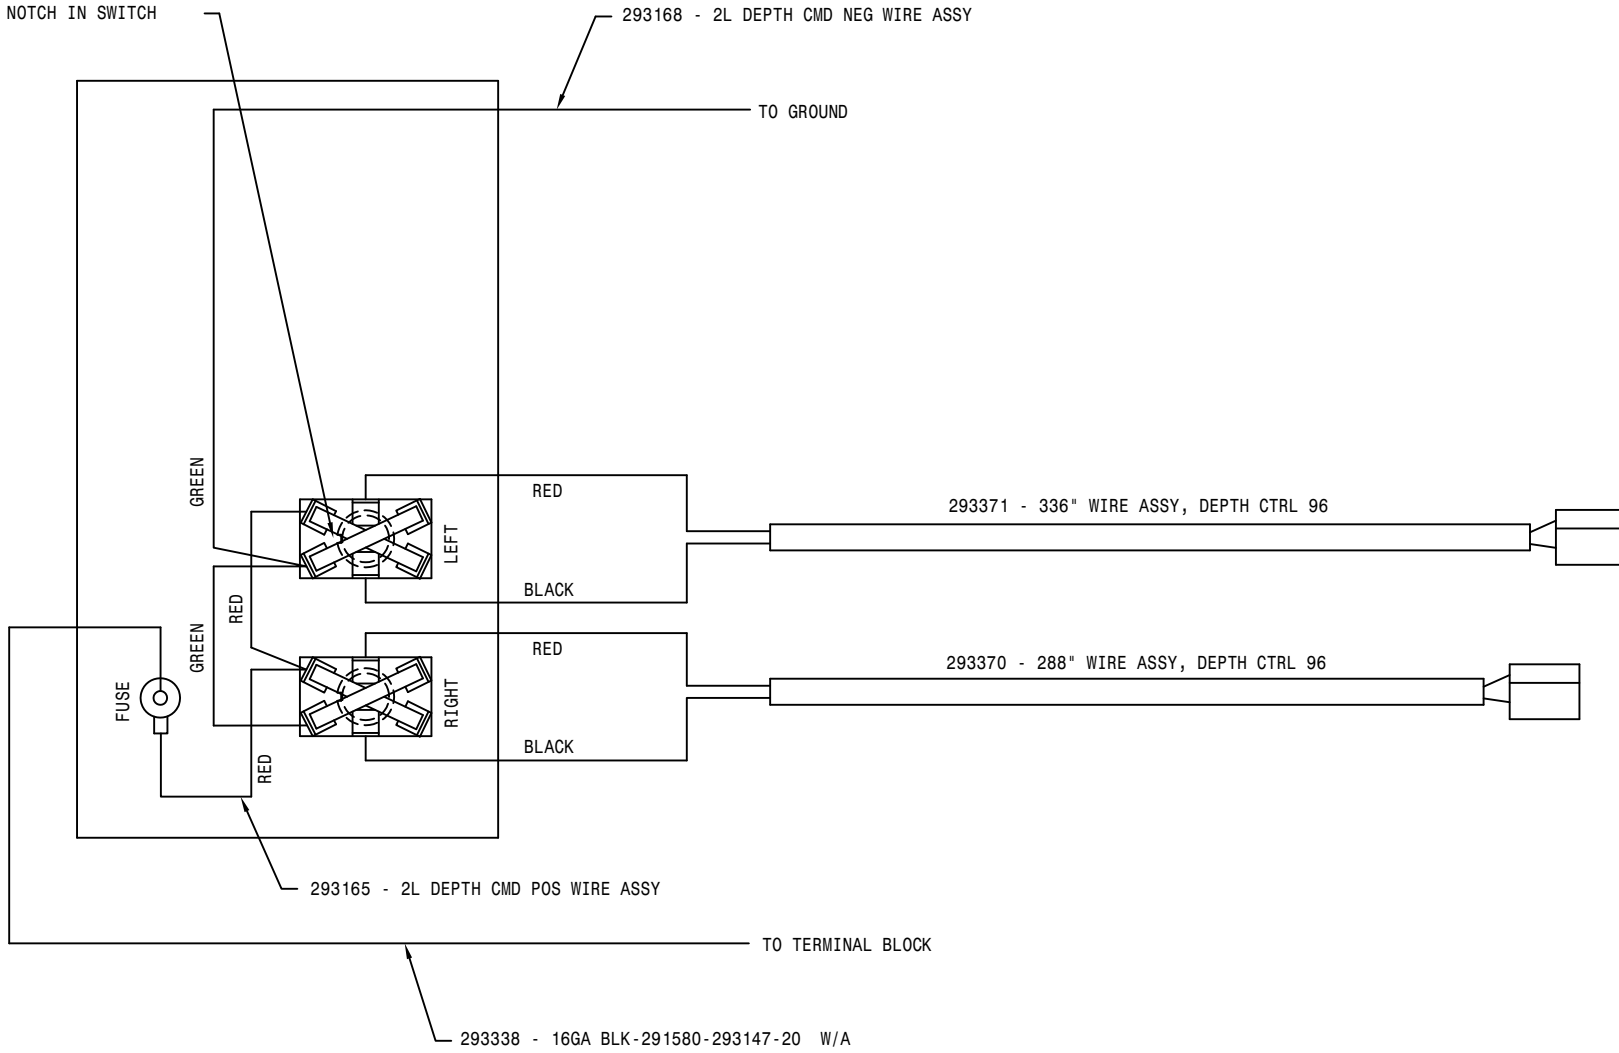 NOTCH IN SWITCH
293168 - 2L DEPTH CMD NEG WIRE ASSY
TO GROUND
GREEN
RED
LEFT
293371 - 336" WIRE ASSY, DEPTH CTRL 96
BLACK
RED
GREEN
RED
293370 - 288" WIRE ASSY, DEPTH CTRL 96
FUSE
RIGHT
BLACK
RED
293165 - 2L DEPTH CMD POS WIRE ASSY
TO TERMINAL BLOCK
293338 - 16GA BLK-291580-293147-20 W/A